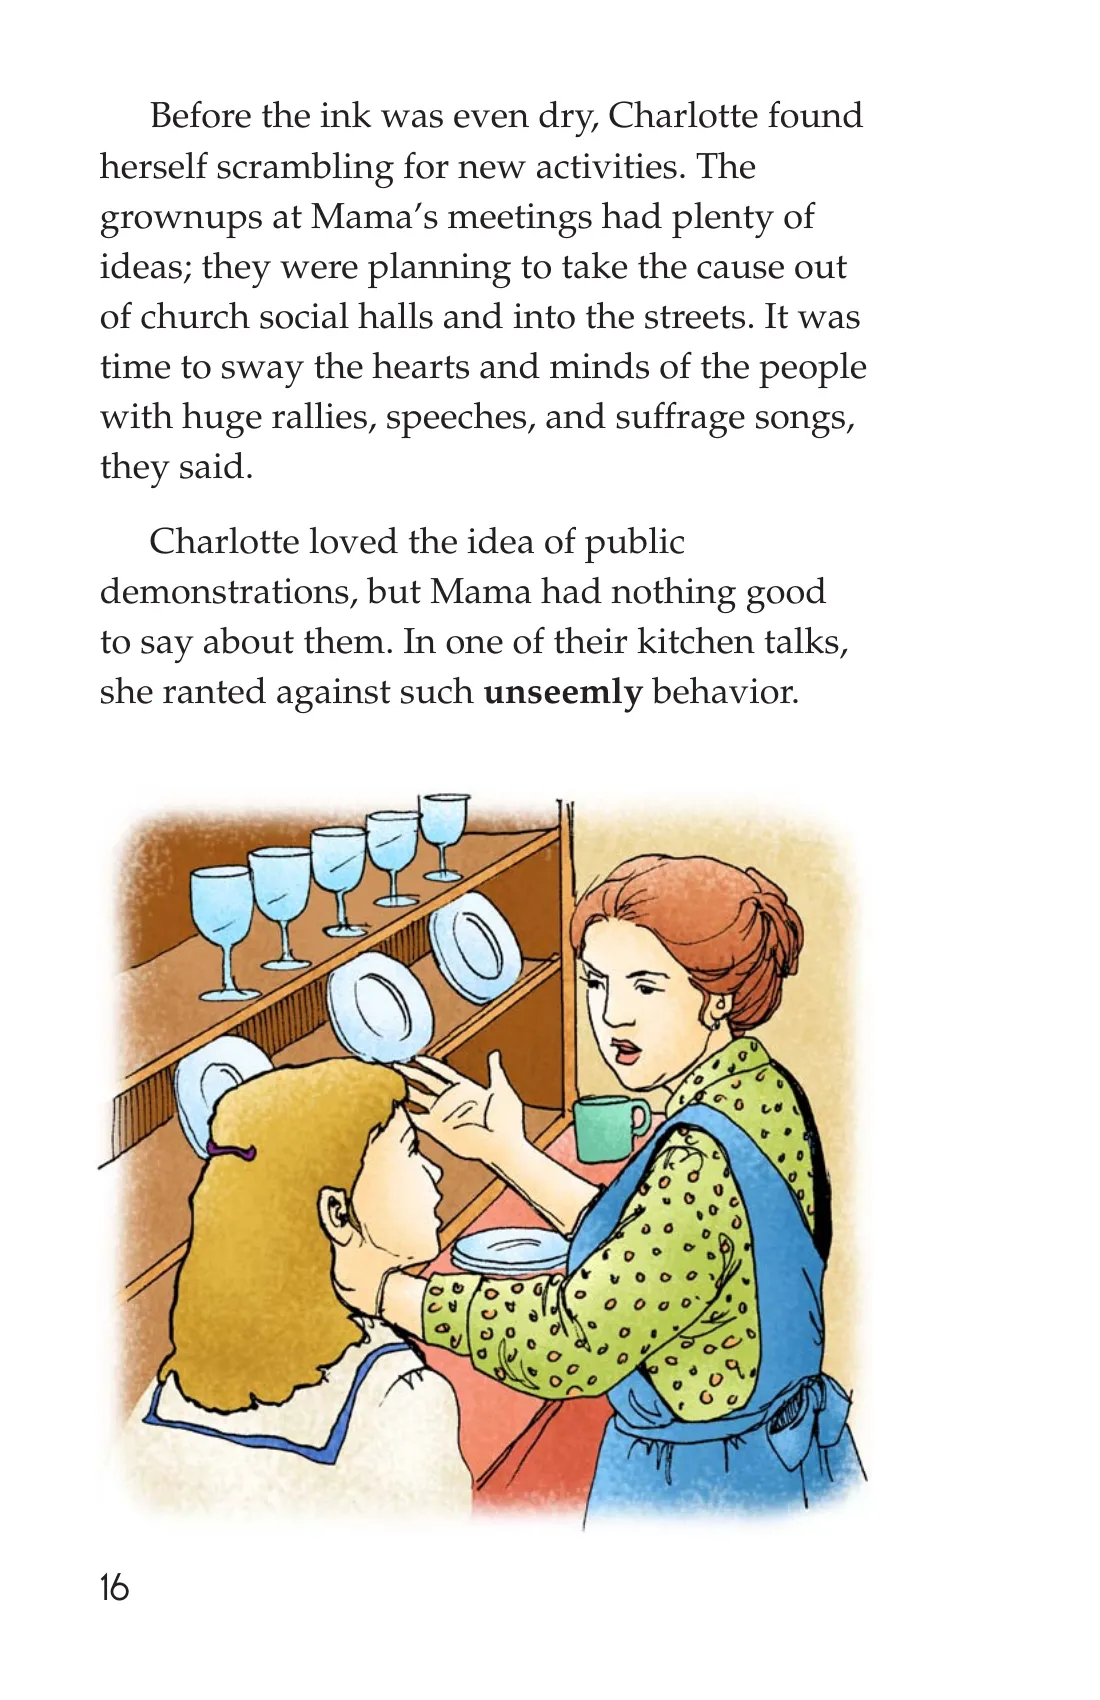 Before the ink was even dry, Charlotte found
herself scrambling for new activities. The
grownups at Mama’s meetings had plenty of
ideas; they were planning to take the cause out
of church social halls and into the streets. It was
time to sway the hearts and minds of the people
with huge rallies, speeches, and suffrage songs,
they said.
Charlotte loved the idea of public
demonstrations, but Mama had nothing good
to say about them. In one of their kitchen talks,
she ranted against such unseemly behavior.
16